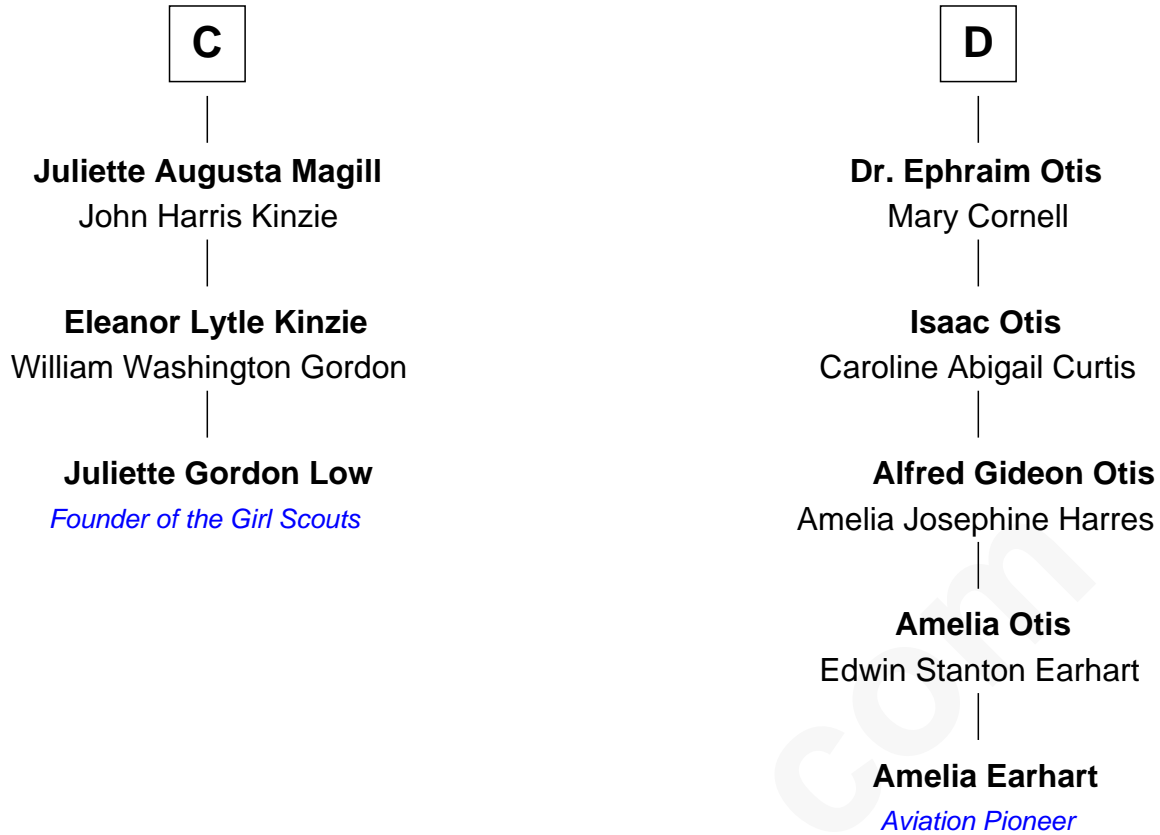 C
Juliette Augusta Magill
John Harris Kinzie
Eleanor Lytle Kinzie
William Washington Gordon
Juliette Gordon Low
Founder of the Girl Scouts
D
Dr. Ephraim Otis
Mary Cornell
Isaac Otis
Caroline Abigail Curtis
Alfred Gideon Otis
Amelia Josephine Harres
Amelia Otis
Edwin Stanton Earhart
Amelia Earhart
Aviation Pioneer
com